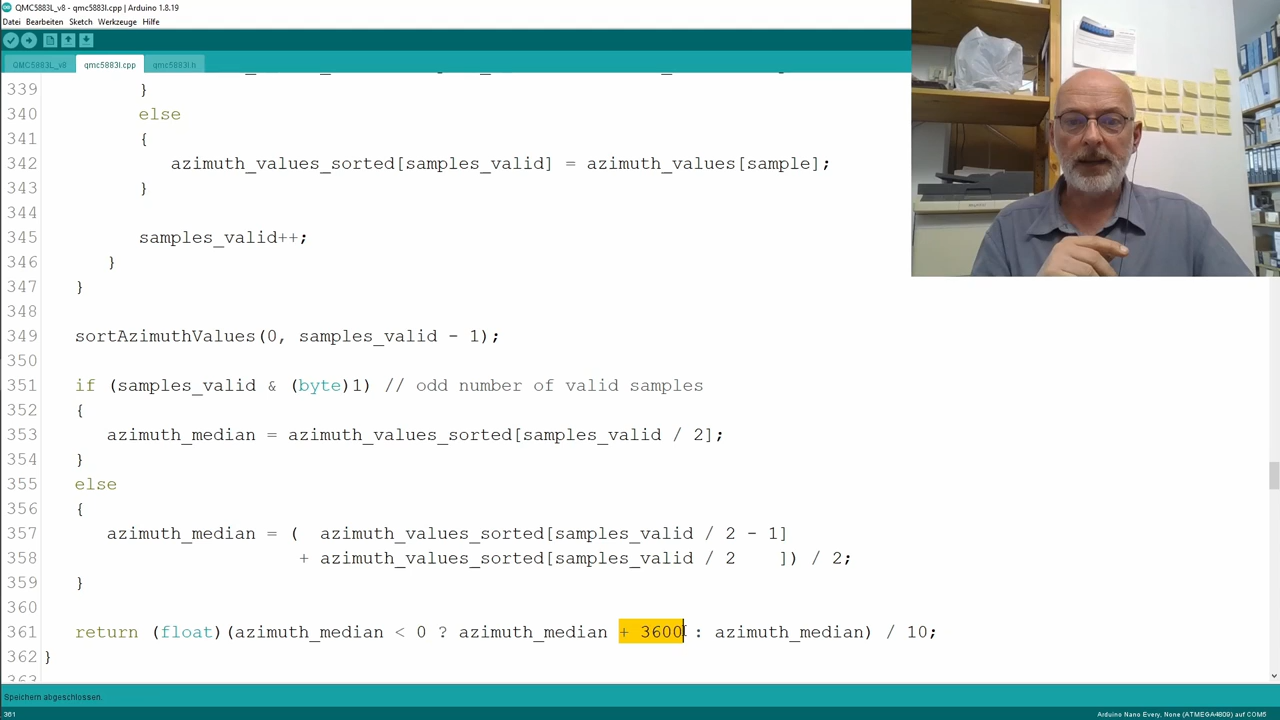 QMC5883L_v8 - qmc5883l.cpp | Arduino 1.8.19
Datei Bearbeiten Sketch Werkzeuge Hilfe
QMC5883L_v8 qmc5883l.cpp qmc5883l.h
339 }
340 else
341 {
342 azimuth_values_sorted[samples_valid] = azimuth_values[sample];
343 }
344
345 samples_valid++;
346 }
347 }
348
349 sortAzimuthValues(0, samples_valid - 1);
350
351 if (samples_valid & (byte)1) // odd number of valid samples
352 {
353 azimuth_median = azimuth_values_sorted[samples_valid / 2];
354 }
355 else
356 {
357 azimuth_median = (  azimuth_values_sorted[samples_valid / 2 - 1]
358 + azimuth_values_sorted[samples_valid / 2    ]) / 2;
359 }
360
361 return (float)(azimuth_median < 0 ? azimuth_median + 3600 : azimuth_median) / 10;
362 }
Speichern abgeschlossen.
361 Arduino Nano Every, None (ATMEGA4809) auf COM5